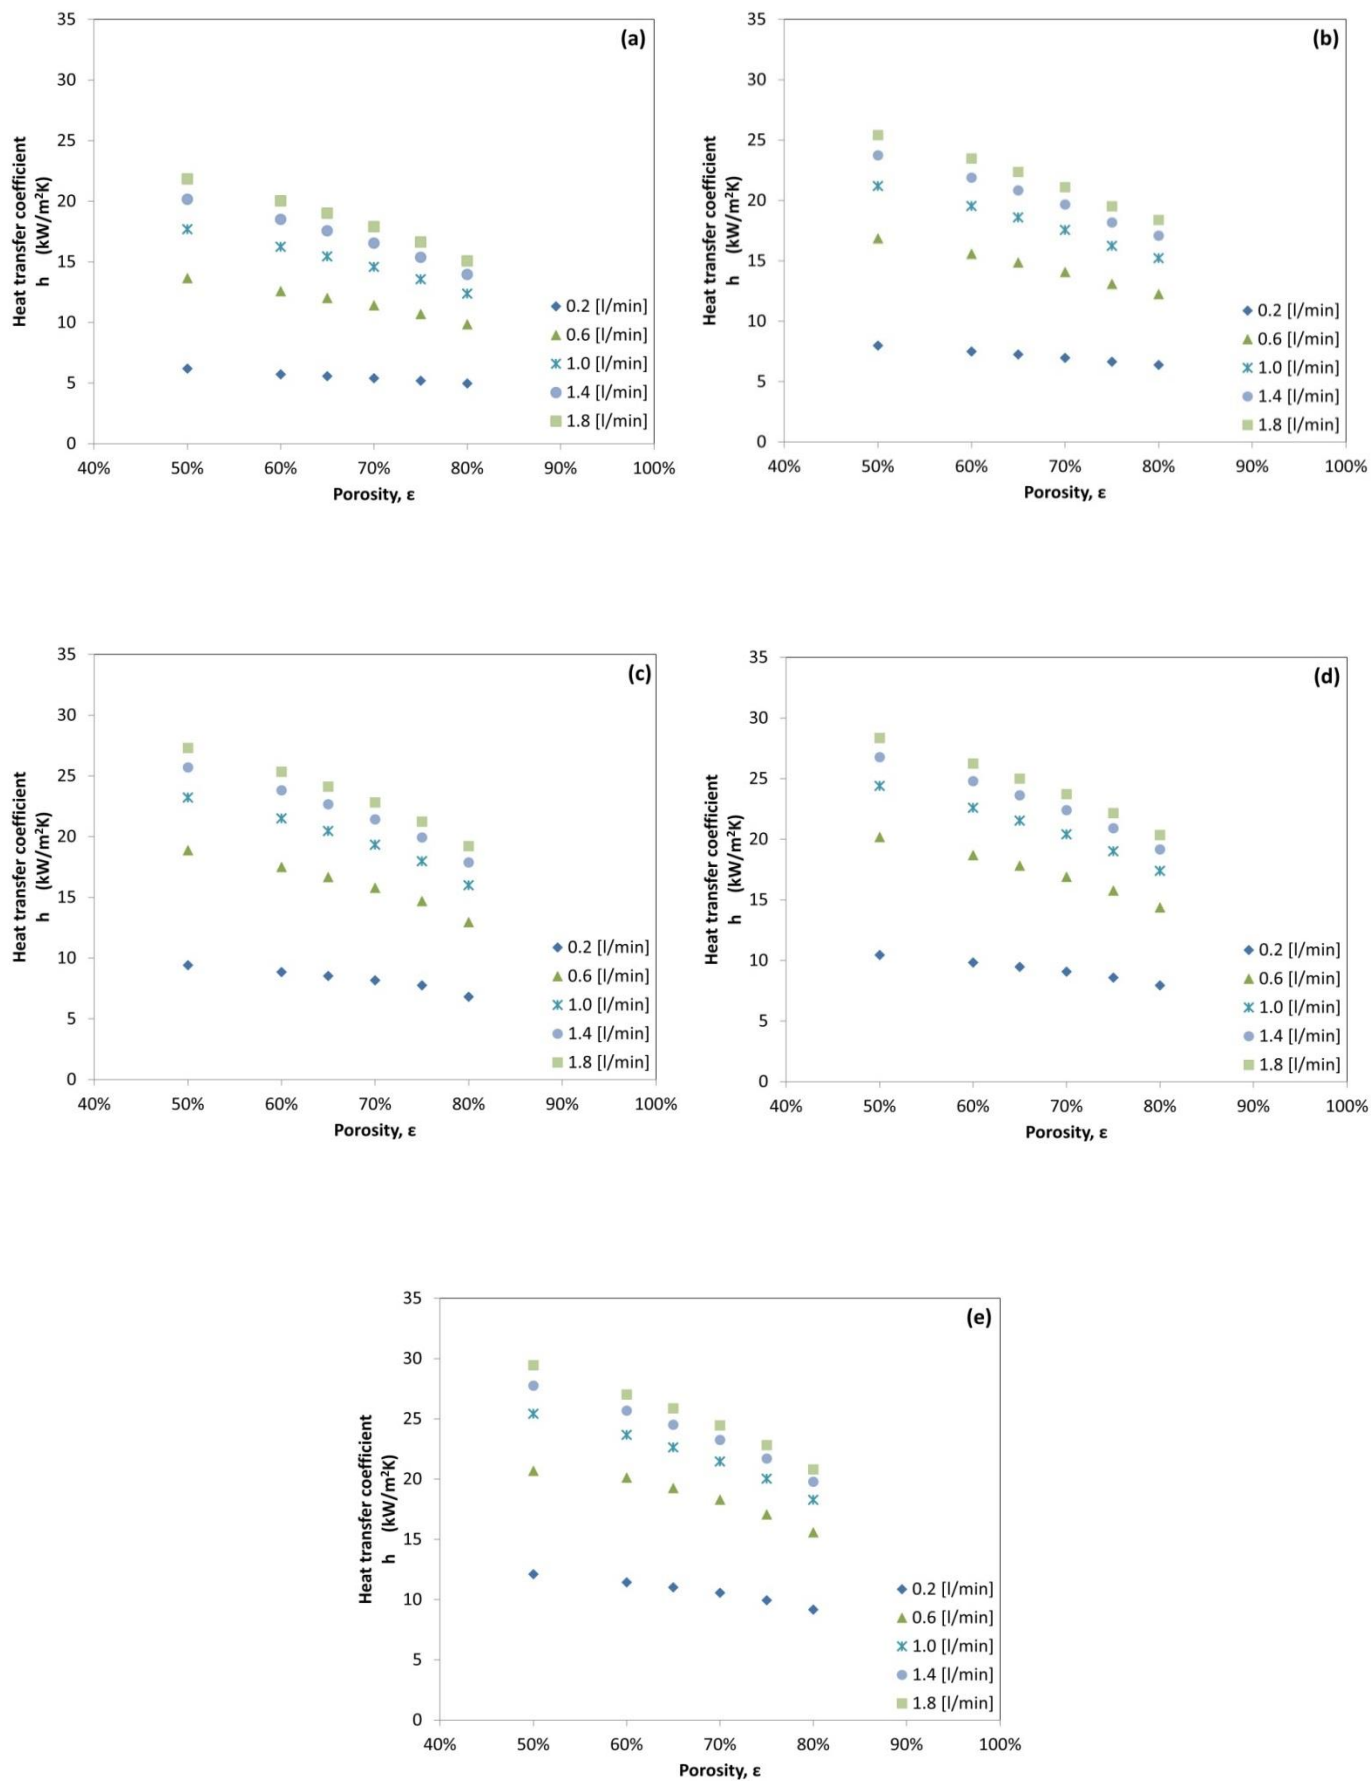 (a)
35
30
25
20
15
10
5
0
Heat transfer coefficient
h (kW/m²K)
0.2 [l/min]
0.6 [l/min]
1.0 [l/min]
1.4 [l/min]
1.8 [l/min]
40% 50% 60% 70% 80% 90% 100%
Porosity, ε
(b)
35
30
25
20
15
10
5
0
Heat transfer coefficient
h (kW/m²K)
0.2 [l/min]
0.6 [l/min]
1.0 [l/min]
1.4 [l/min]
1.8 [l/min]
40% 50% 60% 70% 80% 90% 100%
Porosity, ε
(c)
35
30
25
20
15
10
5
0
Heat transfer coefficient
h (kW/m²K)
0.2 [l/min]
0.6 [l/min]
1.0 [l/min]
1.4 [l/min]
1.8 [l/min]
40% 50% 60% 70% 80% 90% 100%
Porosity, ε
(d)
35
30
25
20
15
10
5
0
Heat transfer coefficient
h (kW/m²K)
0.2 [l/min]
0.6 [l/min]
1.0 [l/min]
1.4 [l/min]
1.8 [l/min]
40% 50% 60% 70% 80% 90% 100%
Porosity, ε
(e)
35
30
25
20
15
10
5
0
Heat transfer coefficient
h (kW/m²K)
0.2 [l/min]
0.6 [l/min]
1.0 [l/min]
1.4 [l/min]
1.8 [l/min]
40% 50% 60% 70% 80% 90% 100%
Porosity, ε